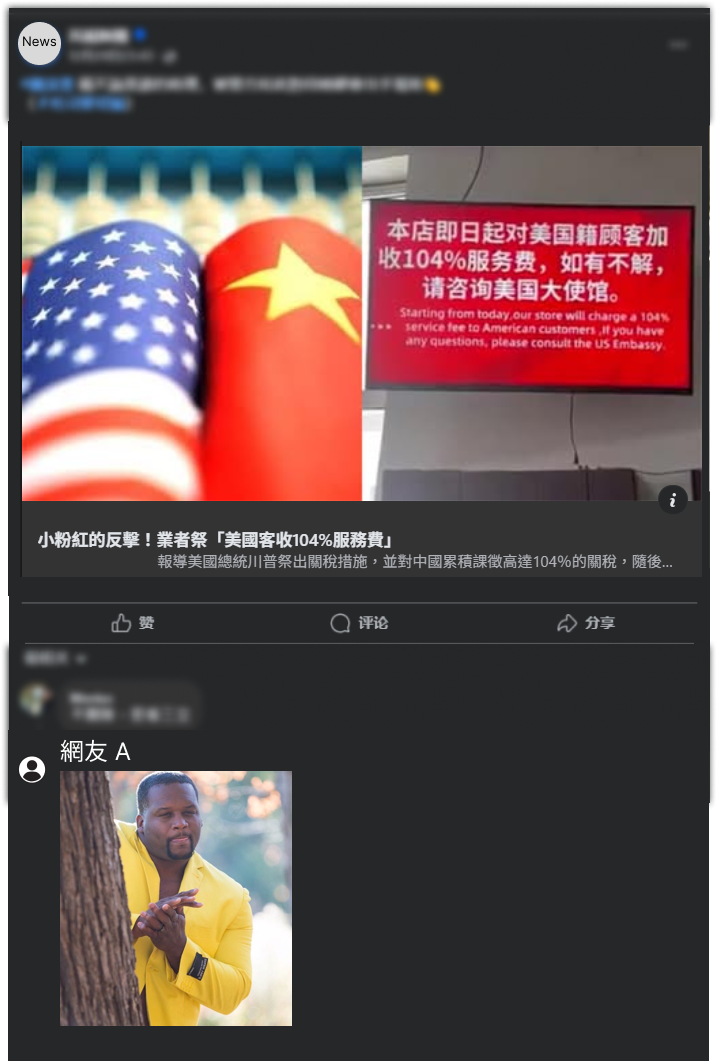 News
本店即日起对美国籍顾客加
收104%服务费，如有不解，
请咨询美国大使馆。
Starting from today,our store will charge a 104%
service fee to American customers ,If you have
any questions, please consult the US Embassy.
小粉紅的反擊！業者祭「美國客收104%服務費」
報導美國總統川普祭出關稅措施，並對中國累積課徵高達104％的關稅，隨後...
赞
评论
分享
網友 A